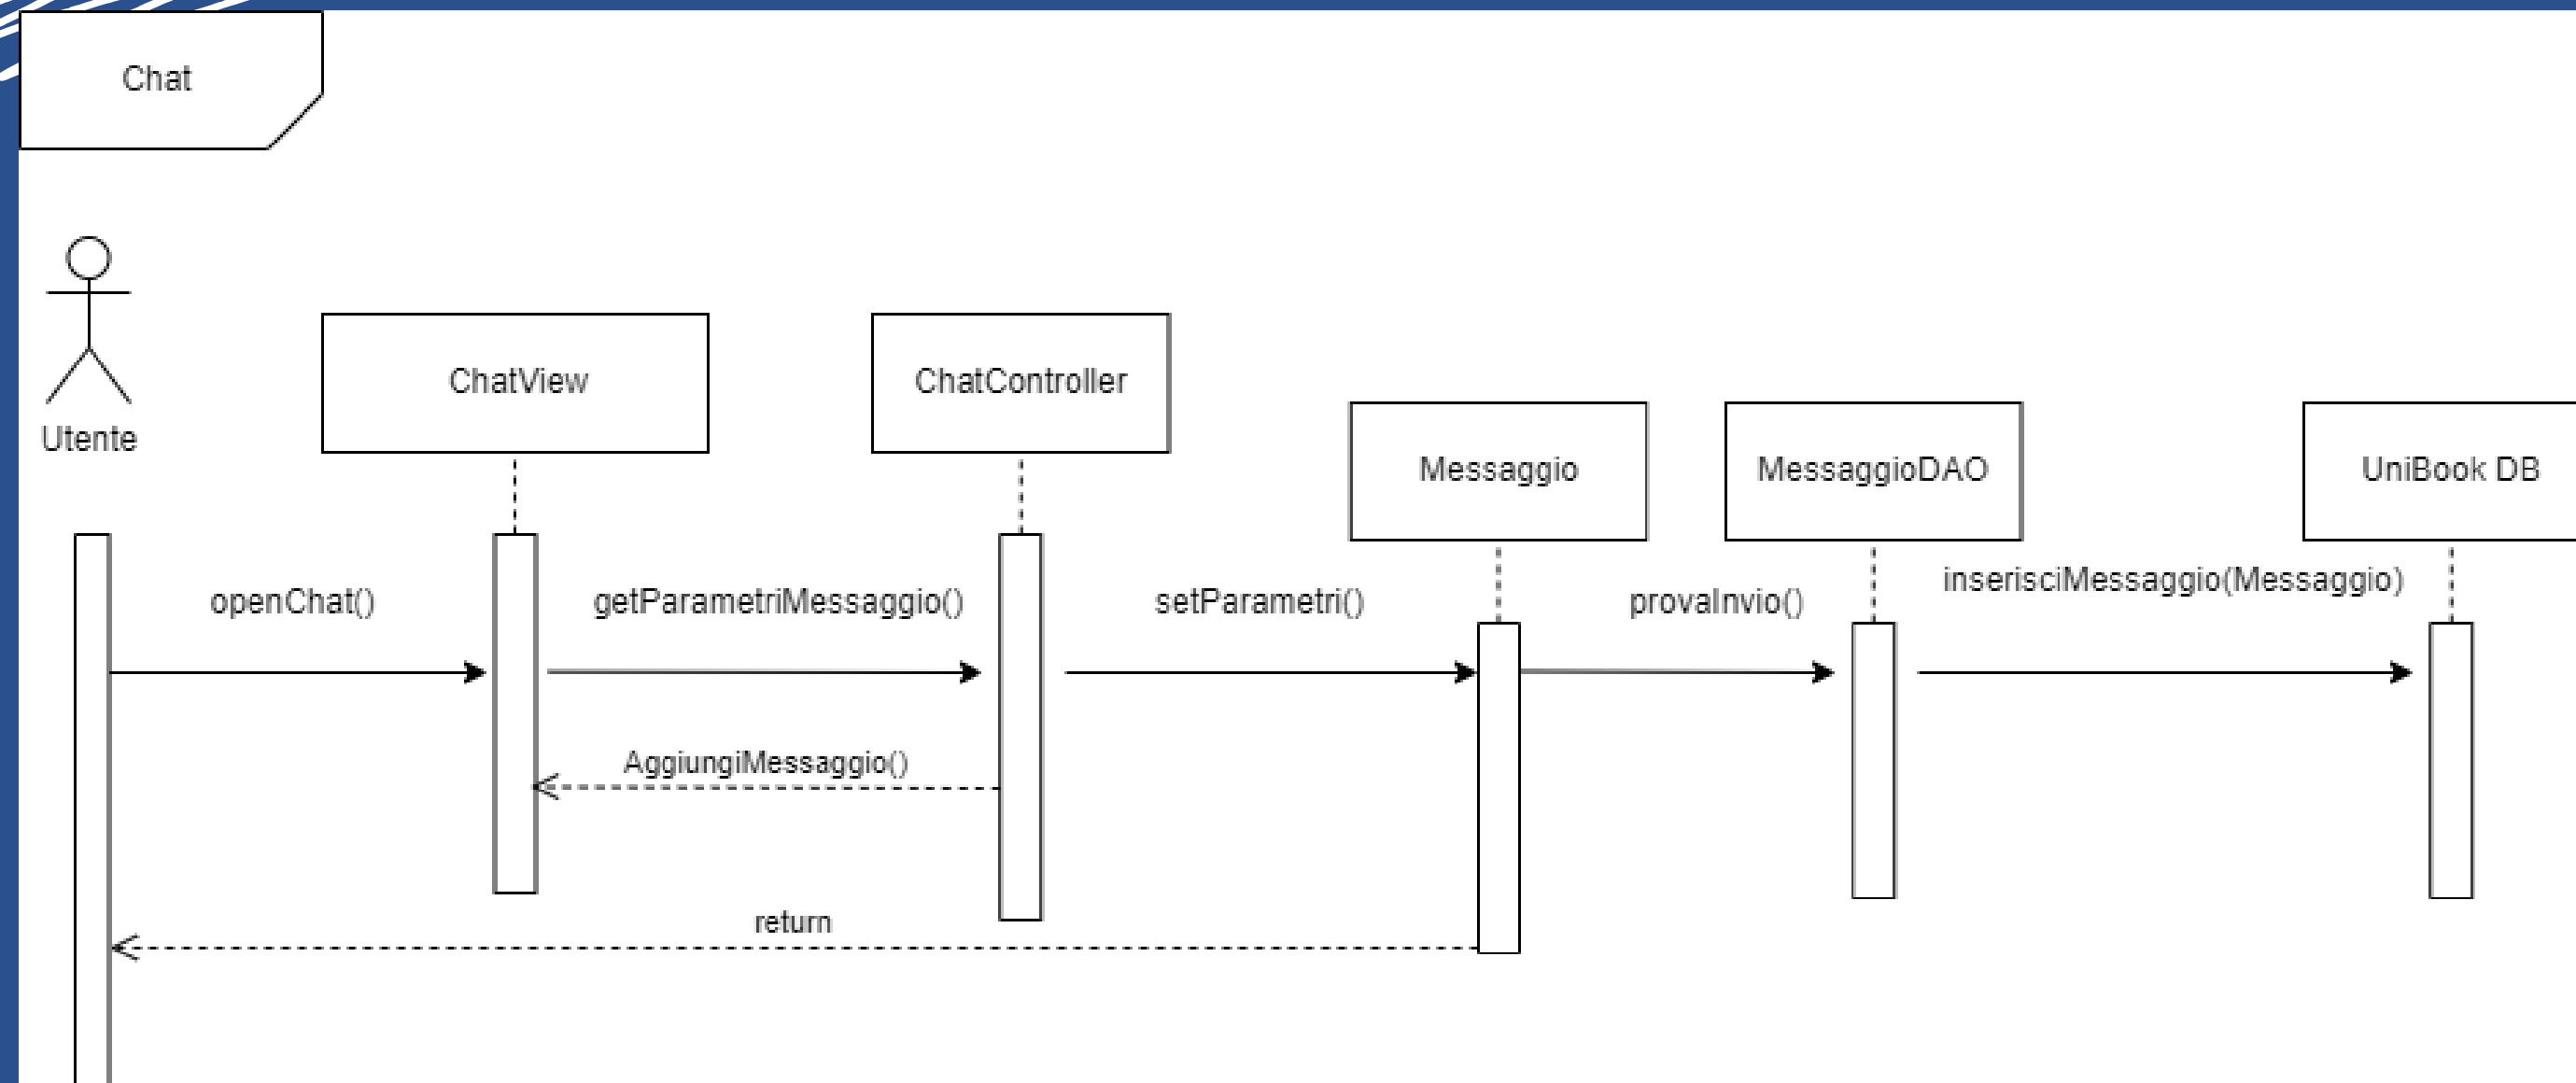 Chat
Utente
ChatView
ChatController
Messaggio
MessaggioDAO
UniBook DB
openChat()
getParametriMessaggio()
setParametri()
provaInvio()
inserisciMessaggio(Messaggio)
AggiungiMessaggio()
return